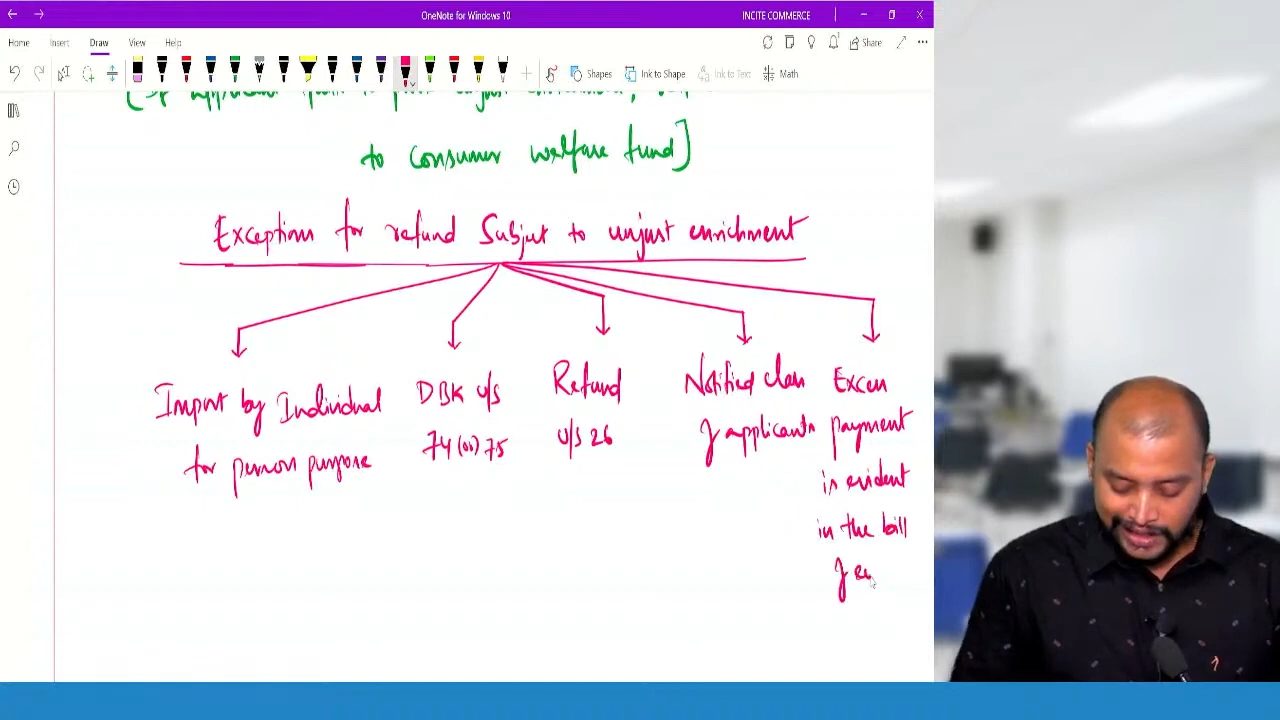 OneNote for Windows 10
INCITE COMMERCE
Home Insert Draw View Help
Share
Shapes
Ink to Shape
Ink to Text
Math
to consumer welfare fund]
Exceptions for refund Subject to unjust enrichment
Import by Individual
for person purpose
DBK u/s
74 (or) 75
Refund
u/s 26
Notified class
of applicants
Excess
payment
is evident
in the bill
of